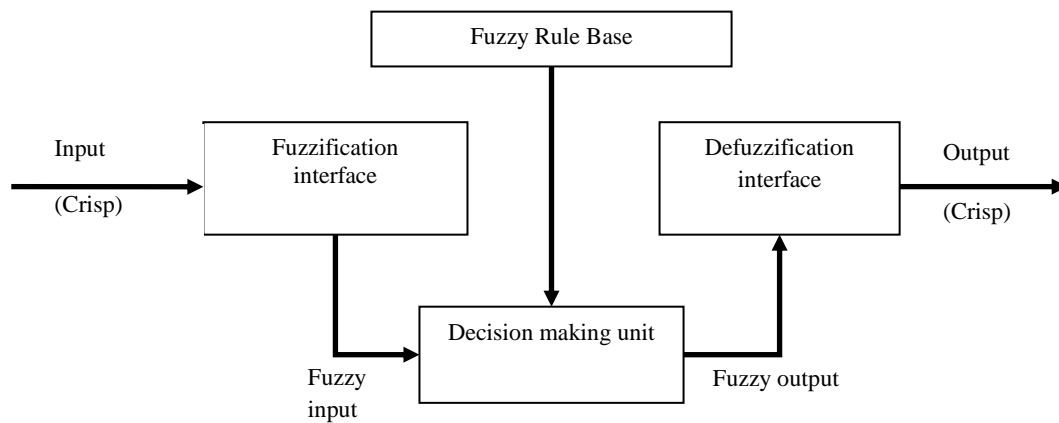 Fuzzy Rule Base
Input
(Crisp)
Fuzzification
interface
Defuzzification
interface
Output
(Crisp)
Decision making unit
Fuzzy
input
Fuzzy output